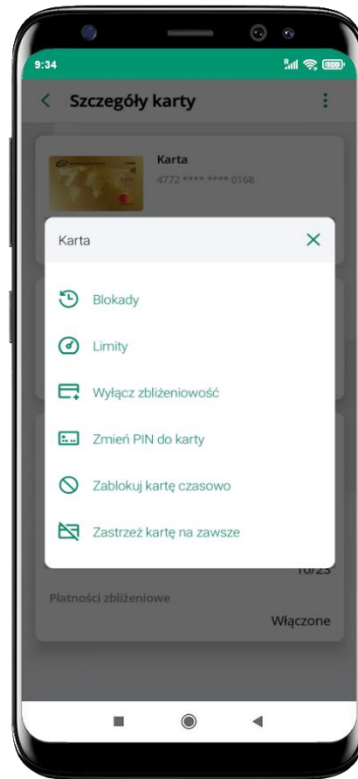 9:34
Szczegóły karty
Karta
4772 **** **** 0168
Karta
Blokady
Limity
Wyłącz zbliżeniowość
Zmień PIN do karty
Zablokuj kartę czasowo
Zastrzeż kartę na zawsze
10/23
Płatności zbliżeniowe
Włączone